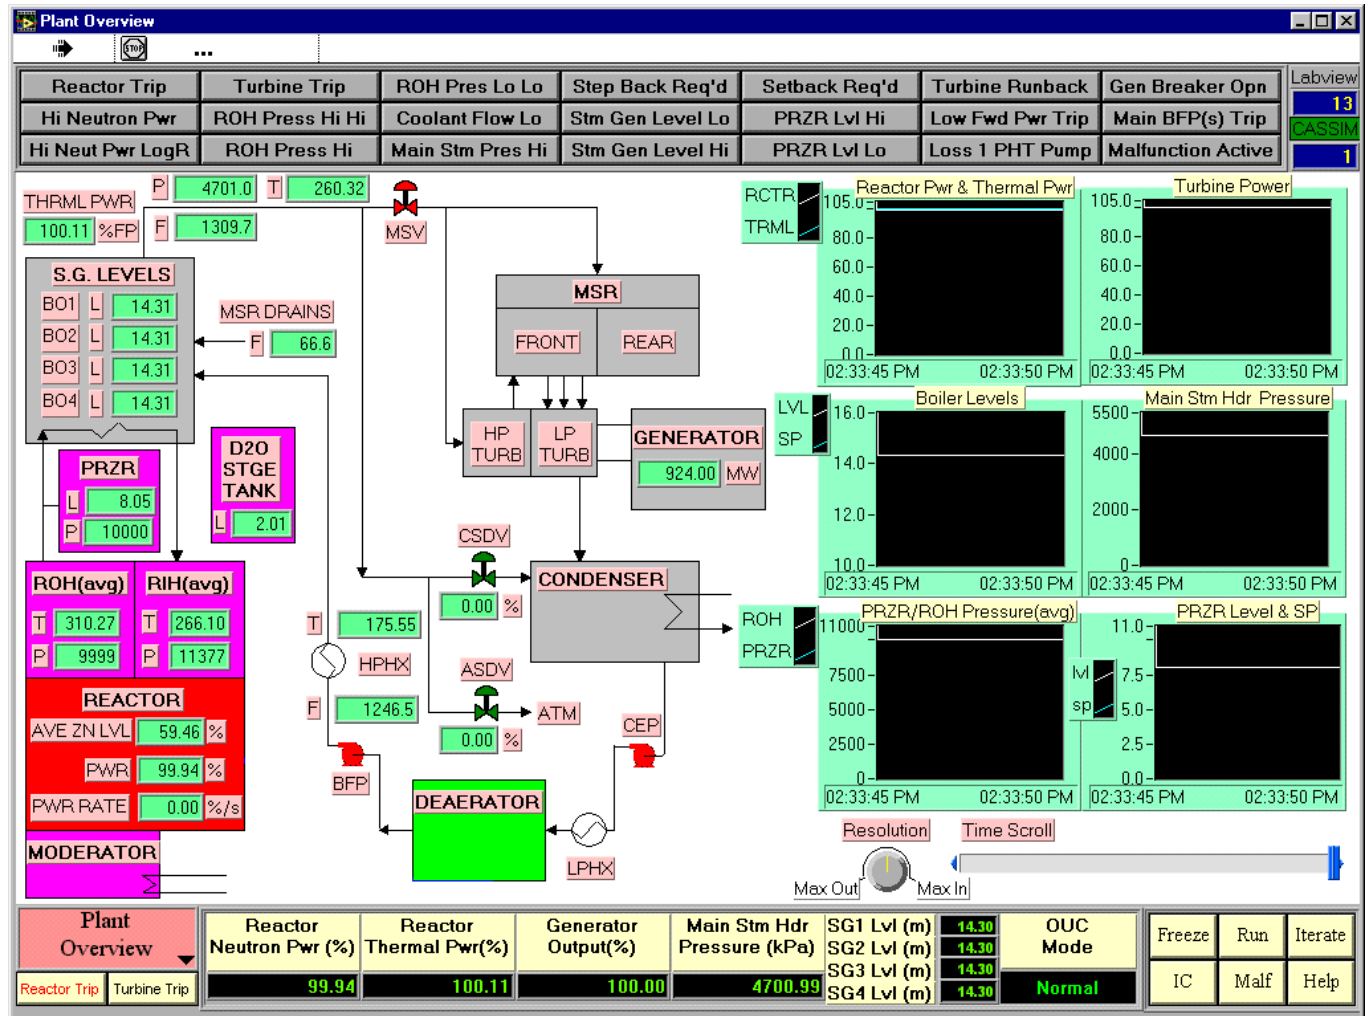 Plant Overview
STOP ...
Reactor Trip Turbine Trip ROH Pres Lo Lo Step Back Req'd Setback Req'd Turbine Runback Gen Breaker Opn
Hi Neutron Pwr ROH Press Hi Hi Coolant Flow Lo Stm Gen Level Lo PRZR Lvl Hi Low Fwd Pwr Trip Main BFP(s) Trip
Hi Neut Pwr LogR ROH Press Hi Main Stm Pres Hi Stm Gen Level Hi PRZR Lvl Lo Loss 1 PHT Pump Malfunction Active
Labview
13
CASSIM
1
THRML PWR
100.11 %FP
P 4701.0 T 260.32
F 1309.7
MSV
S.G. LEVELS
BO1 L 14.31
BO2 L 14.31
BO3 L 14.31
BO4 L 14.31
MSR DRAINS
F 66.6
MSR
FRONT REAR
HP TURB
LP TURB
GENERATOR
924.00 MW
PRZR
L 8.05
P 10000
D2O
STGE
TANK
L 2.01
ROH(avg) RIH(avg)
T 310.27 T 266.10
P 9999 P 11377
REACTOR
AVE ZN LVL 59.46 %
PWR 99.94 %
PWR RATE 0.00 %/s
MODERATOR
T 175.55
HPHX
F 1246.5
BFP
CSDV
0.00 %
CONDENSER
ASDV
0.00 %
ATM
CEP
DEAERATOR
LPHX
RCTR
TRML
Reactor Pwr & Thermal Pwr
105.0
80.0
60.0
40.0
20.0
0.0
02:33:45 PM 02:33:50 PM
Turbine Power
105.0
80.0
60.0
40.0
20.0
0.0
02:33:45 PM 02:33:50 PM
LVL
SP
Boiler Levels
16.0
14.0
12.0
10.0
02:33:45 PM 02:33:50 PM
Main Stm Hdr Pressure
5500
4000
2000
0
02:33:45 PM 02:33:50 PM
ROH
PRZR
PRZR/ROH Pressure(avg)
11000
7500
5000
2500
0
02:33:45 PM 02:33:50 PM
lvl
sp
PRZR Level & SP
11.0
7.5
5.0
2.5
0.0
02:33:45 PM 02:33:50 PM
Resolution
Max Out Max In
Time Scroll
Plant
Overview
Reactor Trip Turbine Trip
Reactor
Neutron Pwr (%)
99.94
Reactor
Thermal Pwr(%)
100.11
Generator
Output(%)
100.00
Main Stm Hdr
Pressure (kPa)
4700.99
SG1 Lvl (m) 14.30
SG2 Lvl (m) 14.30
SG3 Lvl (m) 14.30
SG4 Lvl (m) 14.30
OUC
Mode
Normal
Freeze Run Iterate
IC Malf Help